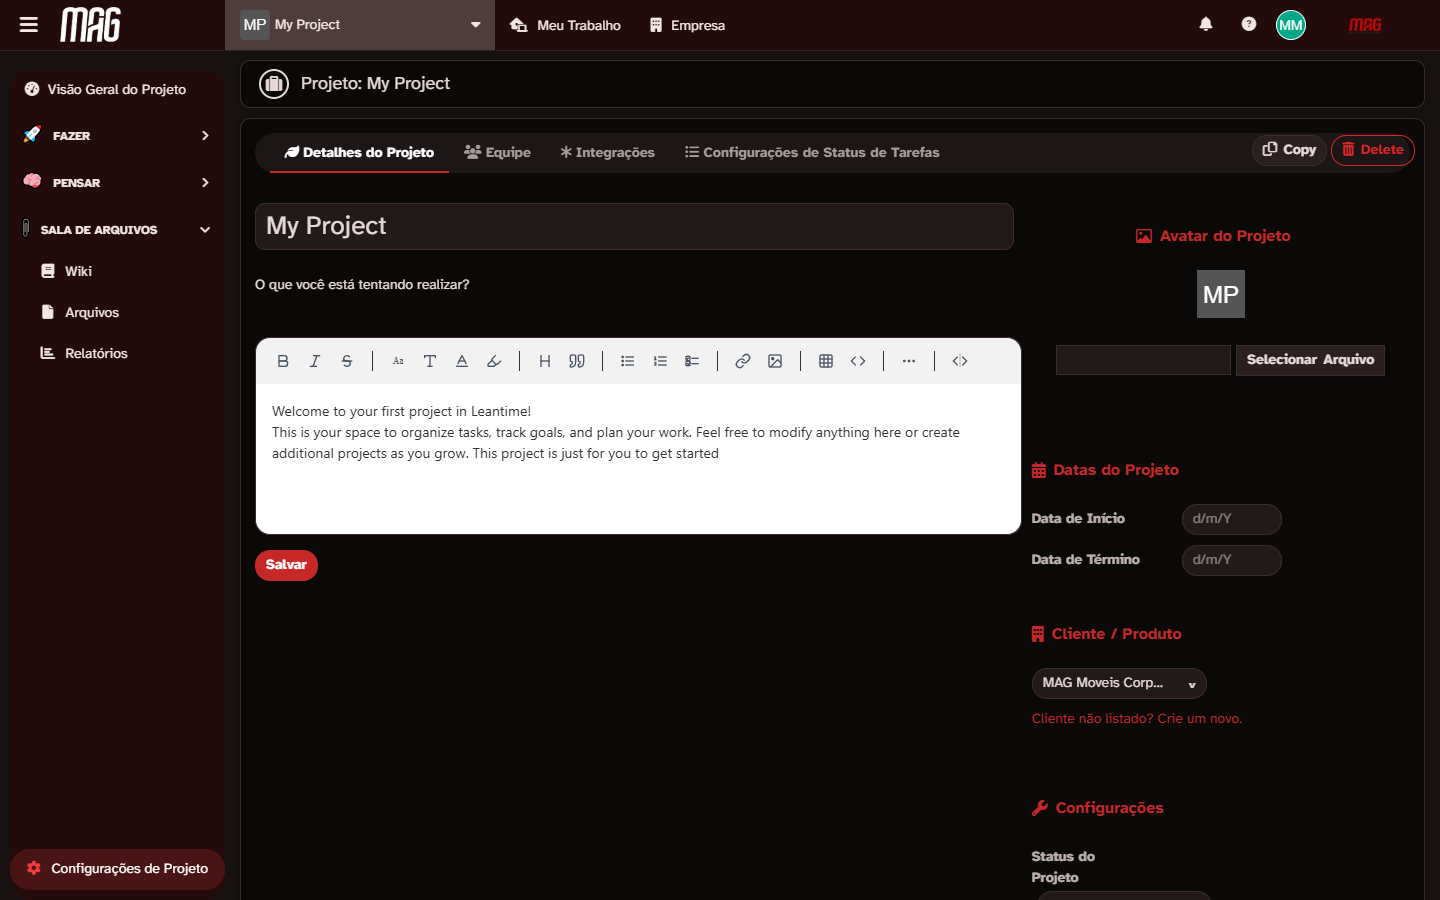 MAG
MP My Project
Meu Trabalho
Empresa
MM
MAG
Visão Geral do Projeto
FAZER
PENSAR
SALA DE ARQUIVOS
Wiki
Arquivos
Relatórios
Configurações de Projeto
Projeto: My Project
Detalhes do Projeto
Equipe
Integrações
Configurações de Status de Tarefas
Copy
Delete
My Project
O que você está tentando realizar?
Welcome to your first project in Leantime!
This is your space to organize tasks, track goals, and plan your work. Feel free to modify anything here or create
additional projects as you grow. This project is just for you to get started
Salvar
Avatar do Projeto
MP
Selecionar Arquivo
Datas do Projeto
Data de Início d/m/Y
Data de Término d/m/Y
Cliente / Produto
MAG Moveis Corp...
Cliente não listado? Crie um novo.
Configurações
Status do
Projeto